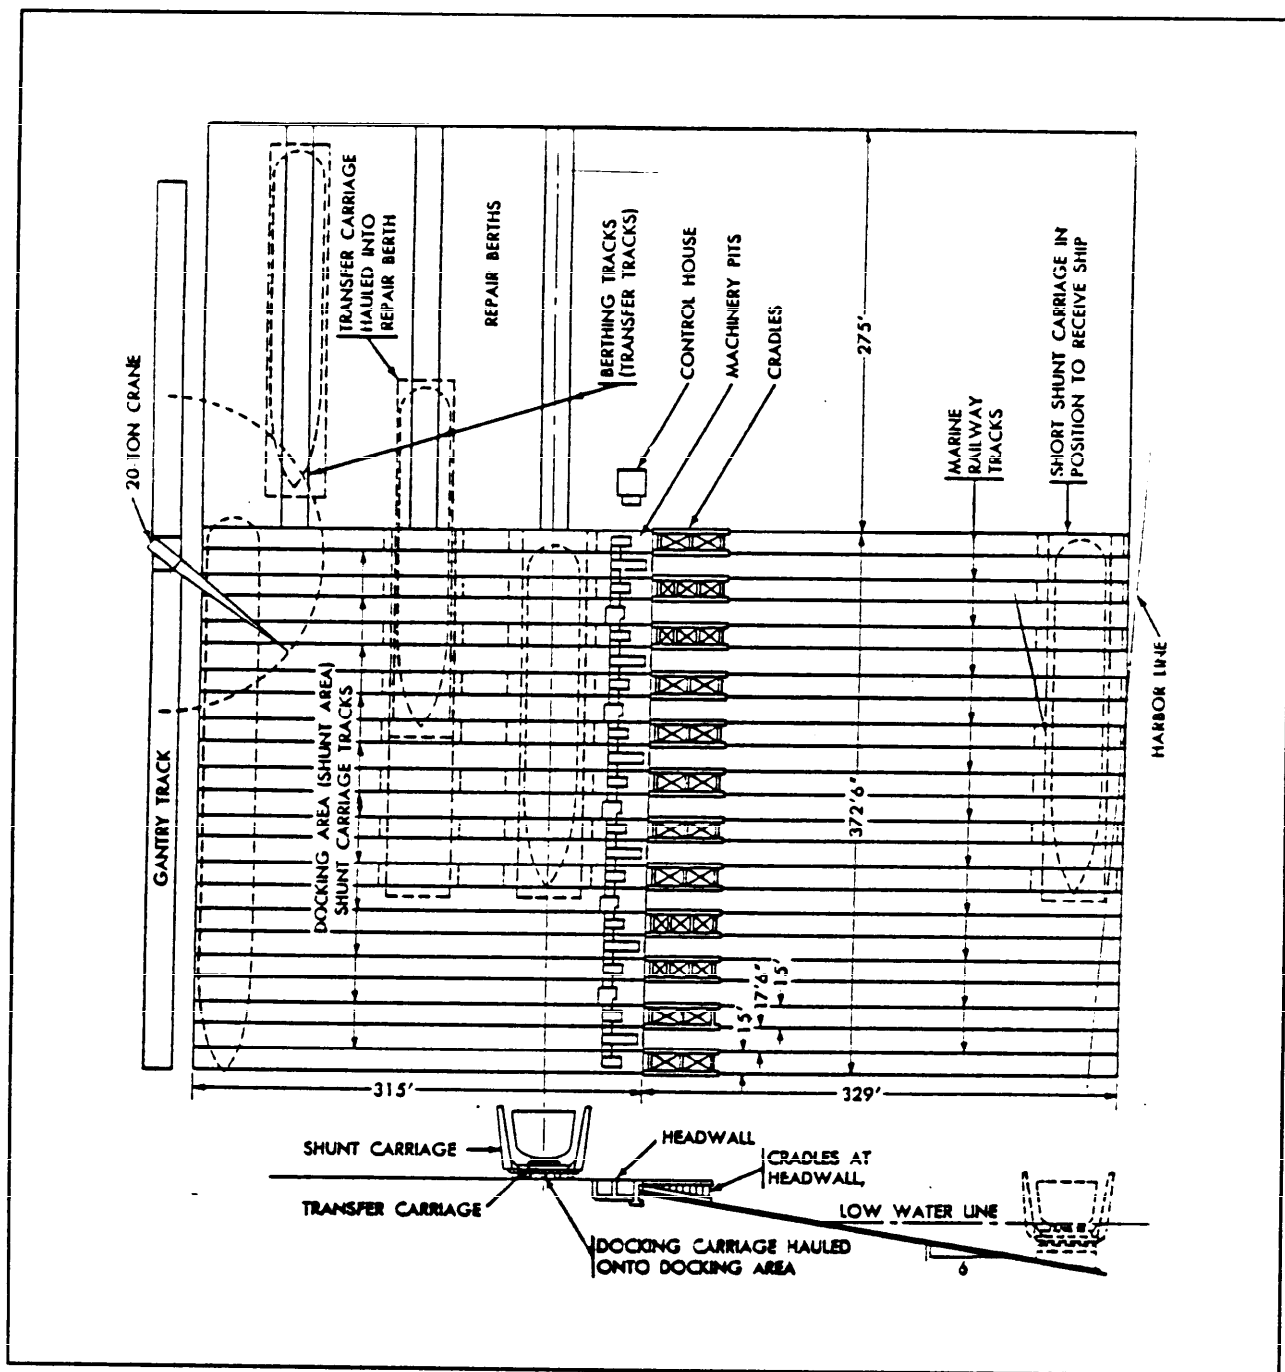 20 TON CRANE
TRANSFER CARRIAGE
HAULED INTO
REPAIR BERTH
REPAIR BERTHS
BERTHING TRACKS
(TRANSFER TRACKS)
CONTROL HOUSE
MACHINERY PITS
CRADLES
275'
MARINE
RAILWAY
TRACKS
SHORT SHUNT CARRIAGE IN
POSITION TO RECEIVE SHIP
GANTRY TRACK
DOCKING AREA (SHUNT AREA)
SHUNT CARRIAGE TRACKS
372'6"
HARBOR LINE
15'
17'6"
15'
315'
329'
SHUNT CARRIAGE
HEADWALL
CRADLES AT
HEADWALL,
TRANSFER CARRIAGE
LOW WATER LINE
DOCKING CARRIAGE HAULED
ONTO DOCKING AREA
6